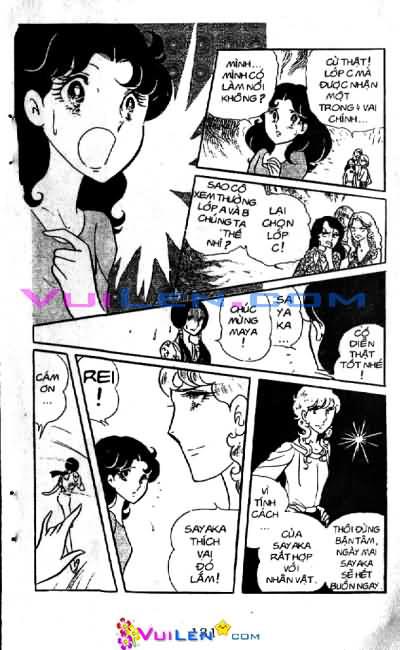 CỪ THẬT!
LỚP C MÀ
ĐƯỢC NHẬN
MỘT
TRONG 4 VAI
CHÍNH...
MÌNH...
MÌNH CÓ
LÀM NỔI
KHÔNG?
LẠI
CHỌN
LỚP
C!
SAO CÔ
XEM THƯỜNG
LỚP A VÀ B
CHÚNG TA
THẾ
NHỈ?
VuiLen.com
CỐ
DIỄN
THẬT
TỐT NHÉ
!
SA
YA
KA
...
CHÚC
MỪNG
MAYA!
REI
!
CÁM
ƠN
...
SAYAKA
THÍCH
VAI
ĐÓ
LẮM!
VÌ
TÍNH
CÁCH
...
CỦA
SAYAKA
RẤT HỢP
VỚI
NHÂN VẬT.
THÔI ĐỪNG
BẬN TÂM,
NGÀY MAI
SAYAKA
SẼ HẾT
BUỒN NGAY.
VuiLen.com